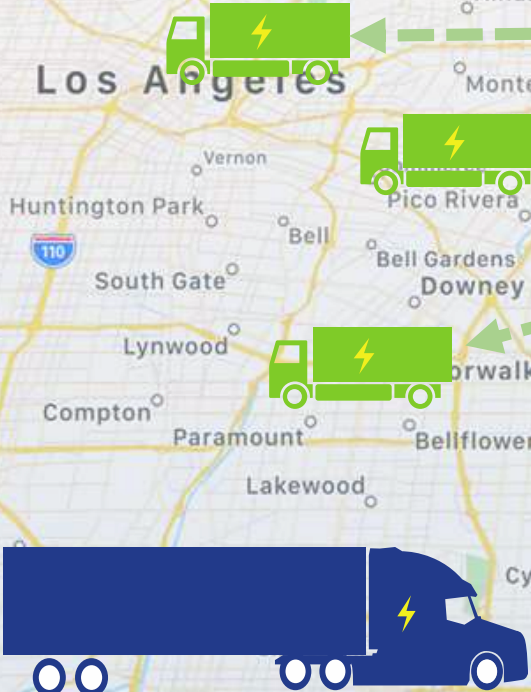 Los Angeles
Monte
Vernon
Huntington Park
Pico Rivera
110
Bell
Bell Gardens
South Gate
Downey
Lynwood
orwalk
Compton
Paramount
Bellflower
Lakewood
Cy